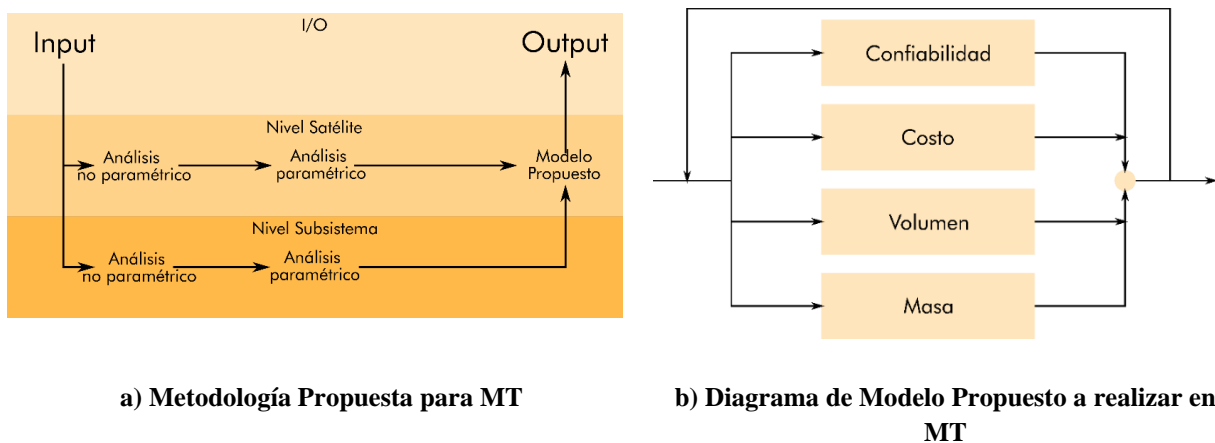 I/O
Input
Output
Nivel Satélite
Análisis
no paramétrico
Análisis
paramétrico
Modelo
Propuesto
Nivel Subsistema
Análisis
no paramétrico
Análisis
paramétrico
a) Metodología Propuesta para MT
Confiabilidad
Costo
Volumen
Masa
b) Diagrama de Modelo Propuesto a realizar en
MT